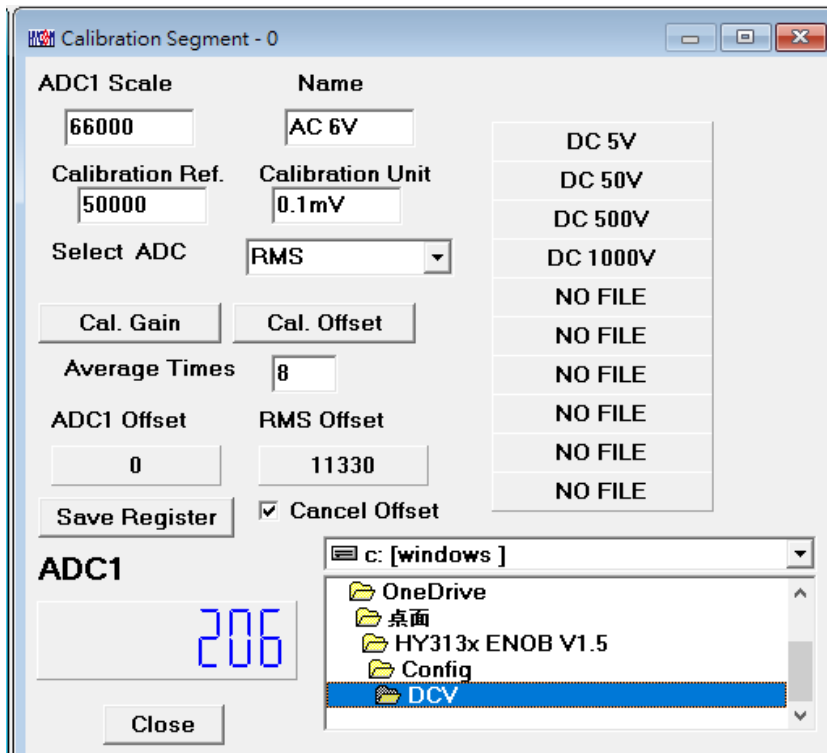 HYCON Calibration Segment - 0
ADC1 Scale
Name
66000
AC 6V
Calibration Ref.
Calibration Unit
50000
0.1mV
Select ADC
RMS
Cal. Gain
Cal. Offset
Average Times
8
ADC1 Offset
RMS Offset
0
11330
Save Register
Cancel Offset
ADC1
206
Close
DC 5V
DC 50V
DC 500V
DC 1000V
NO FILE
NO FILE
NO FILE
NO FILE
NO FILE
NO FILE
c: [windows ]
OneDrive
桌面
HY313x ENOB V1.5
Config
DCV